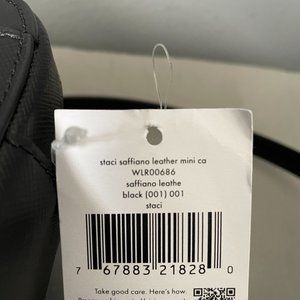 staci saffiano leather mini ca
WLR00686
saffiano leathe
black (001) 001
staci
7 67883 21828 0
Take good care. Here's how.